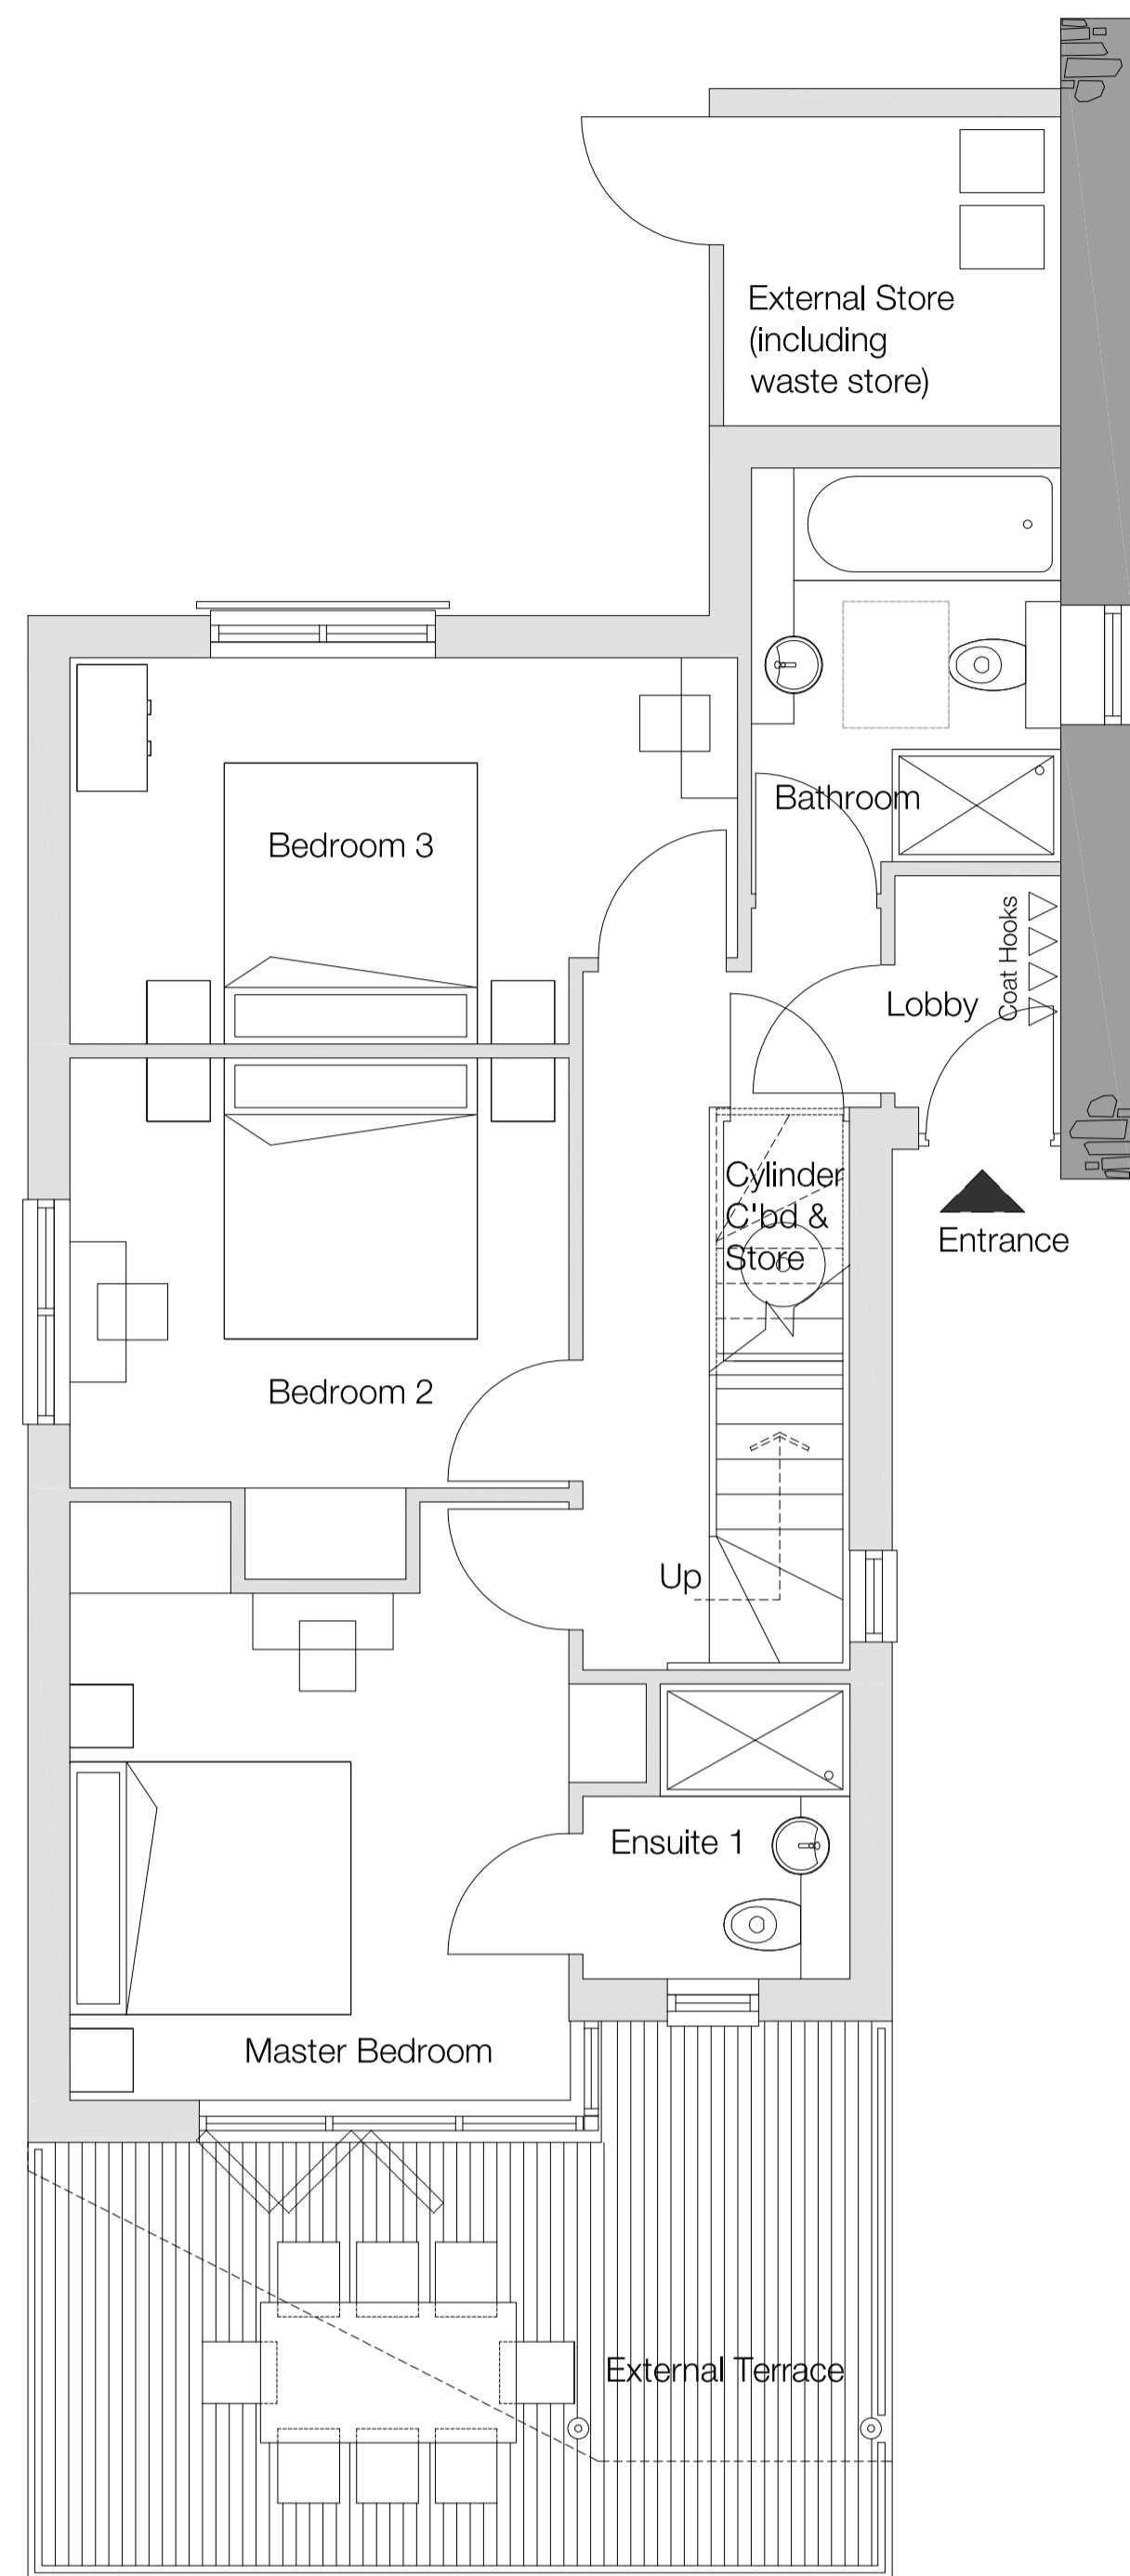 External Store
(including
waste store)
Bathroom
Bedroom 3
Coat Hooks
Lobby
Cylinder
C'bd &
Store
Entrance
Bedroom 2
Up
Ensuite 1
Master Bedroom
External Terrace